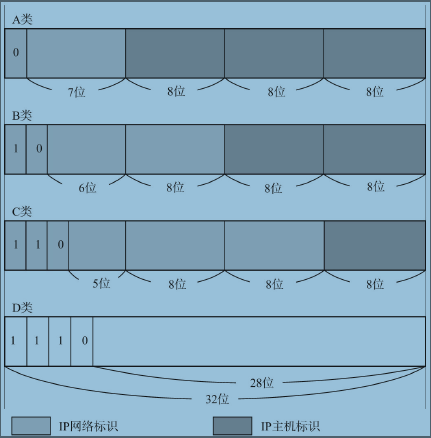 A类
0
7位 8位 8位 8位
B类
1 0
6位 8位 8位 8位
C类
1 1 0
5位 8位 8位 8位
D类
1 1 1 0
28位
32位
IP网络标识 IP主机标识